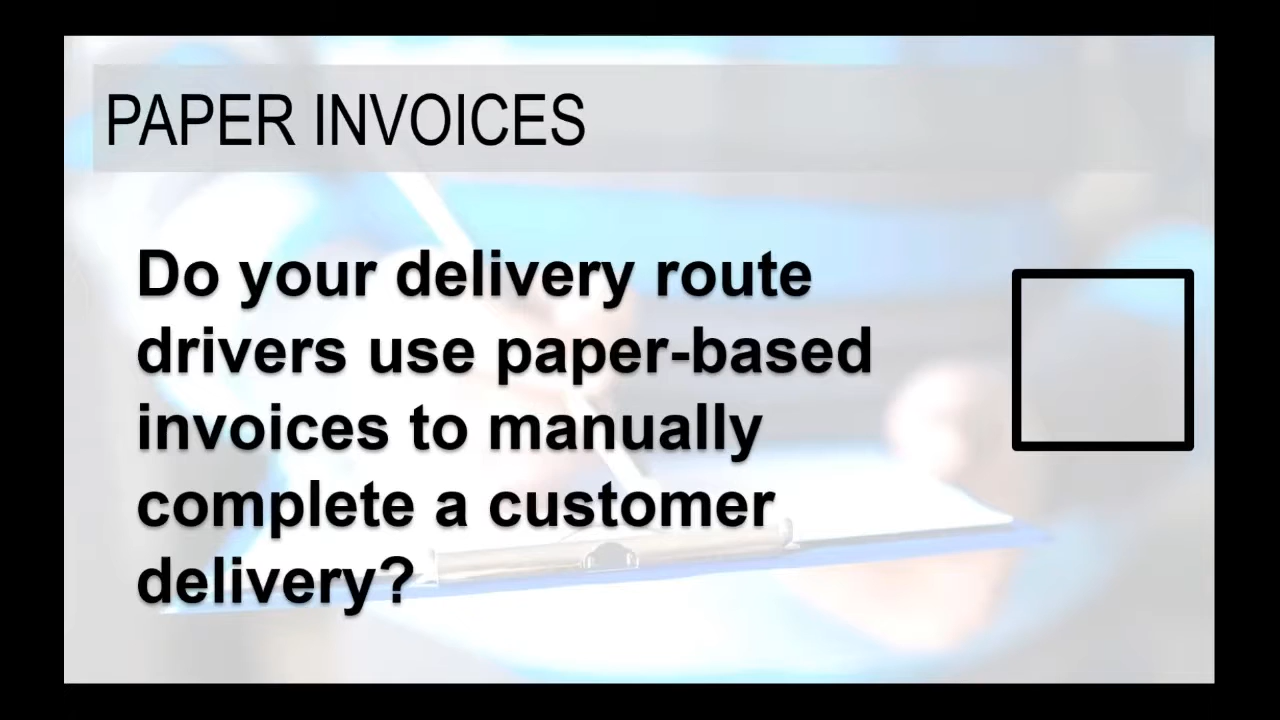 PAPER INVOICES
Do your delivery route
drivers use paper-based
invoices to manually
complete a customer
delivery?